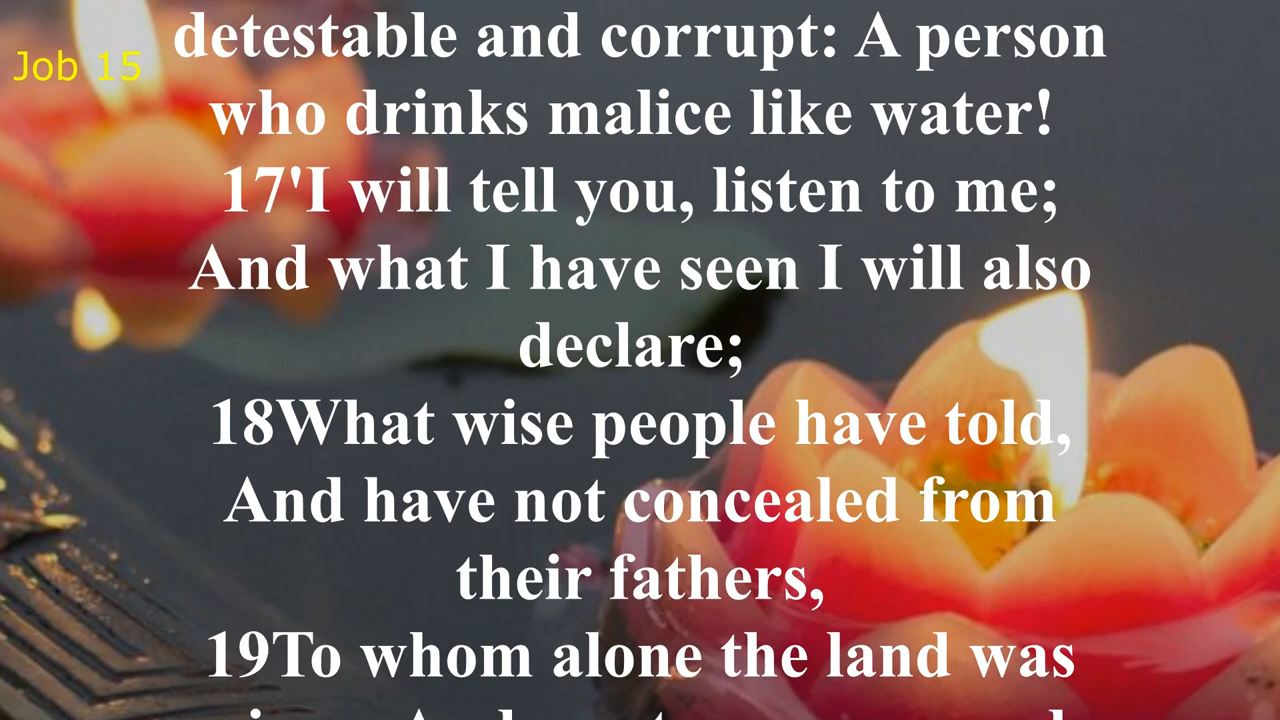 Job 15
detestable and corrupt: A person
who drinks malice like water!
17'I will tell you, listen to me;
And what I have seen I will also
declare;
18What wise people have told,
And have not concealed from
their fathers,
19To whom alone the land was